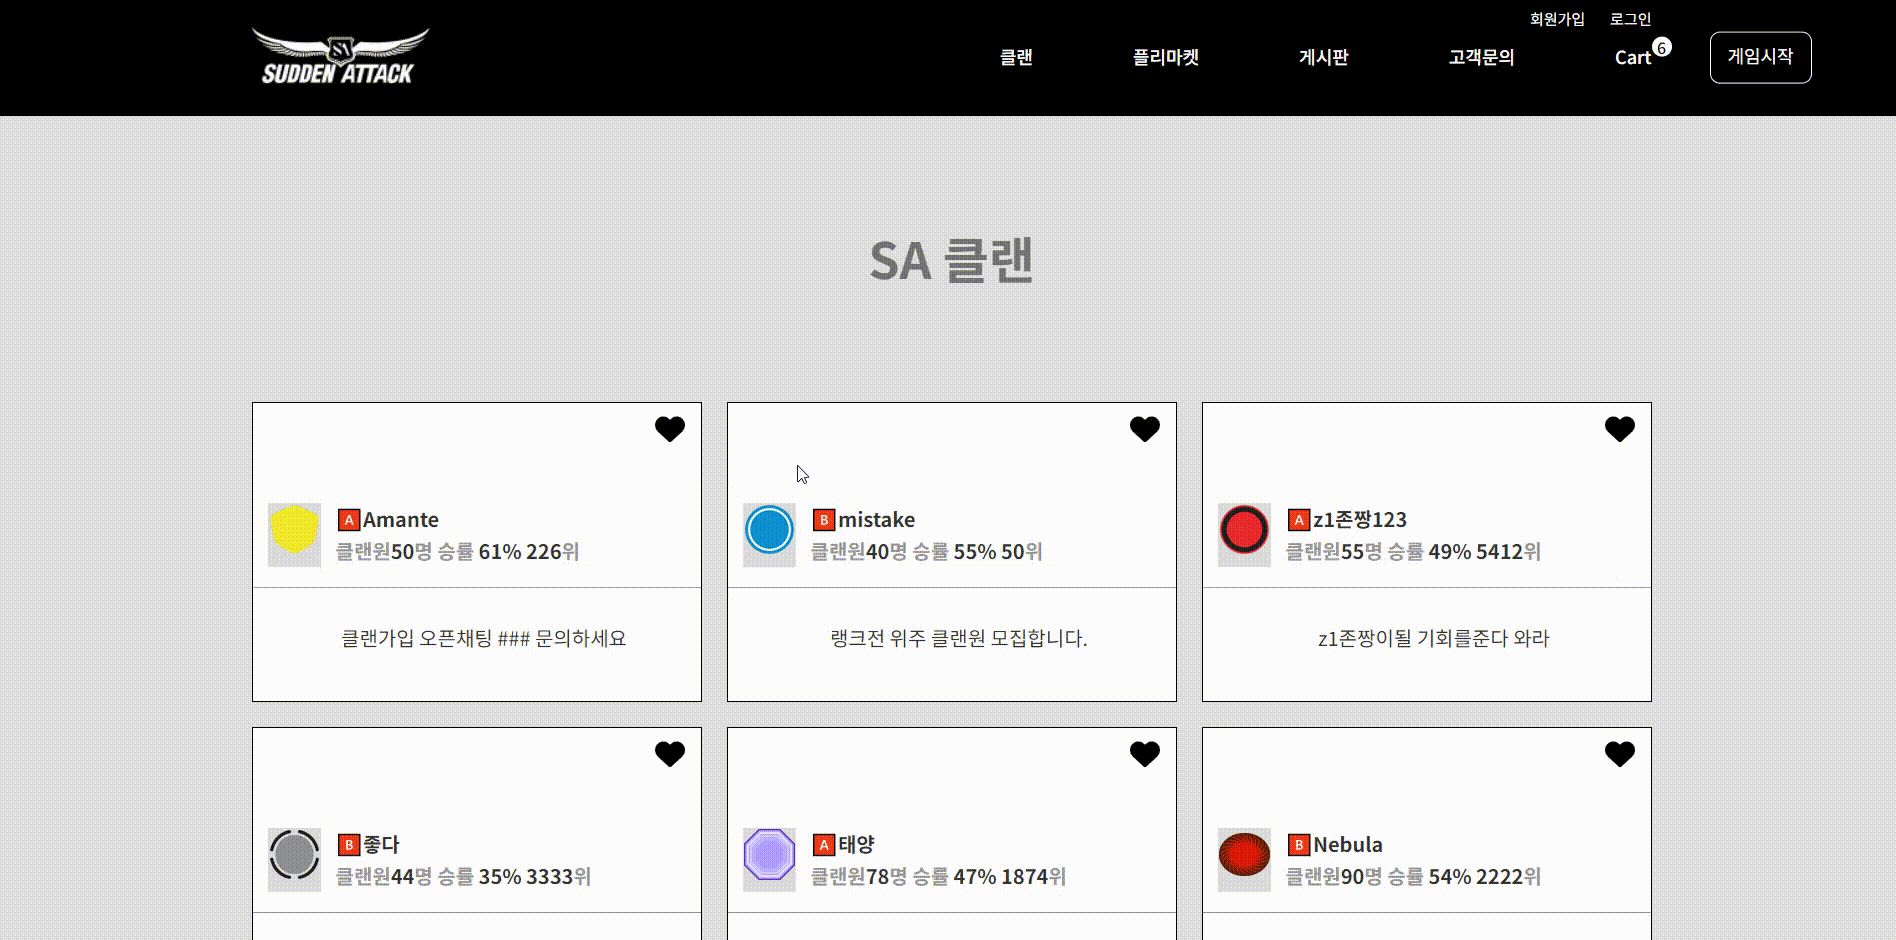 회원가입 로그인
SA
SUDDEN ATTACK
클랜 플리마켓 게시판 고객문의 Cart 6 게임시작
SA 클랜
A Amante
클랜원50명 승률 61% 226위
클랜가입 오픈채팅 ### 문의하세요
B mistake
클랜원40명 승률 55% 50위
랭크전 위주 클랜원 모집합니다.
A z1존짱123
클랜원55명 승률 49% 5412위
z1존짱이될 기회를준다 와라
B 좋다
클랜원44명 승률 35% 3333위
A 태양
클랜원78명 승률 47% 1874위
B Nebula
클랜원90명 승률 54% 2222위